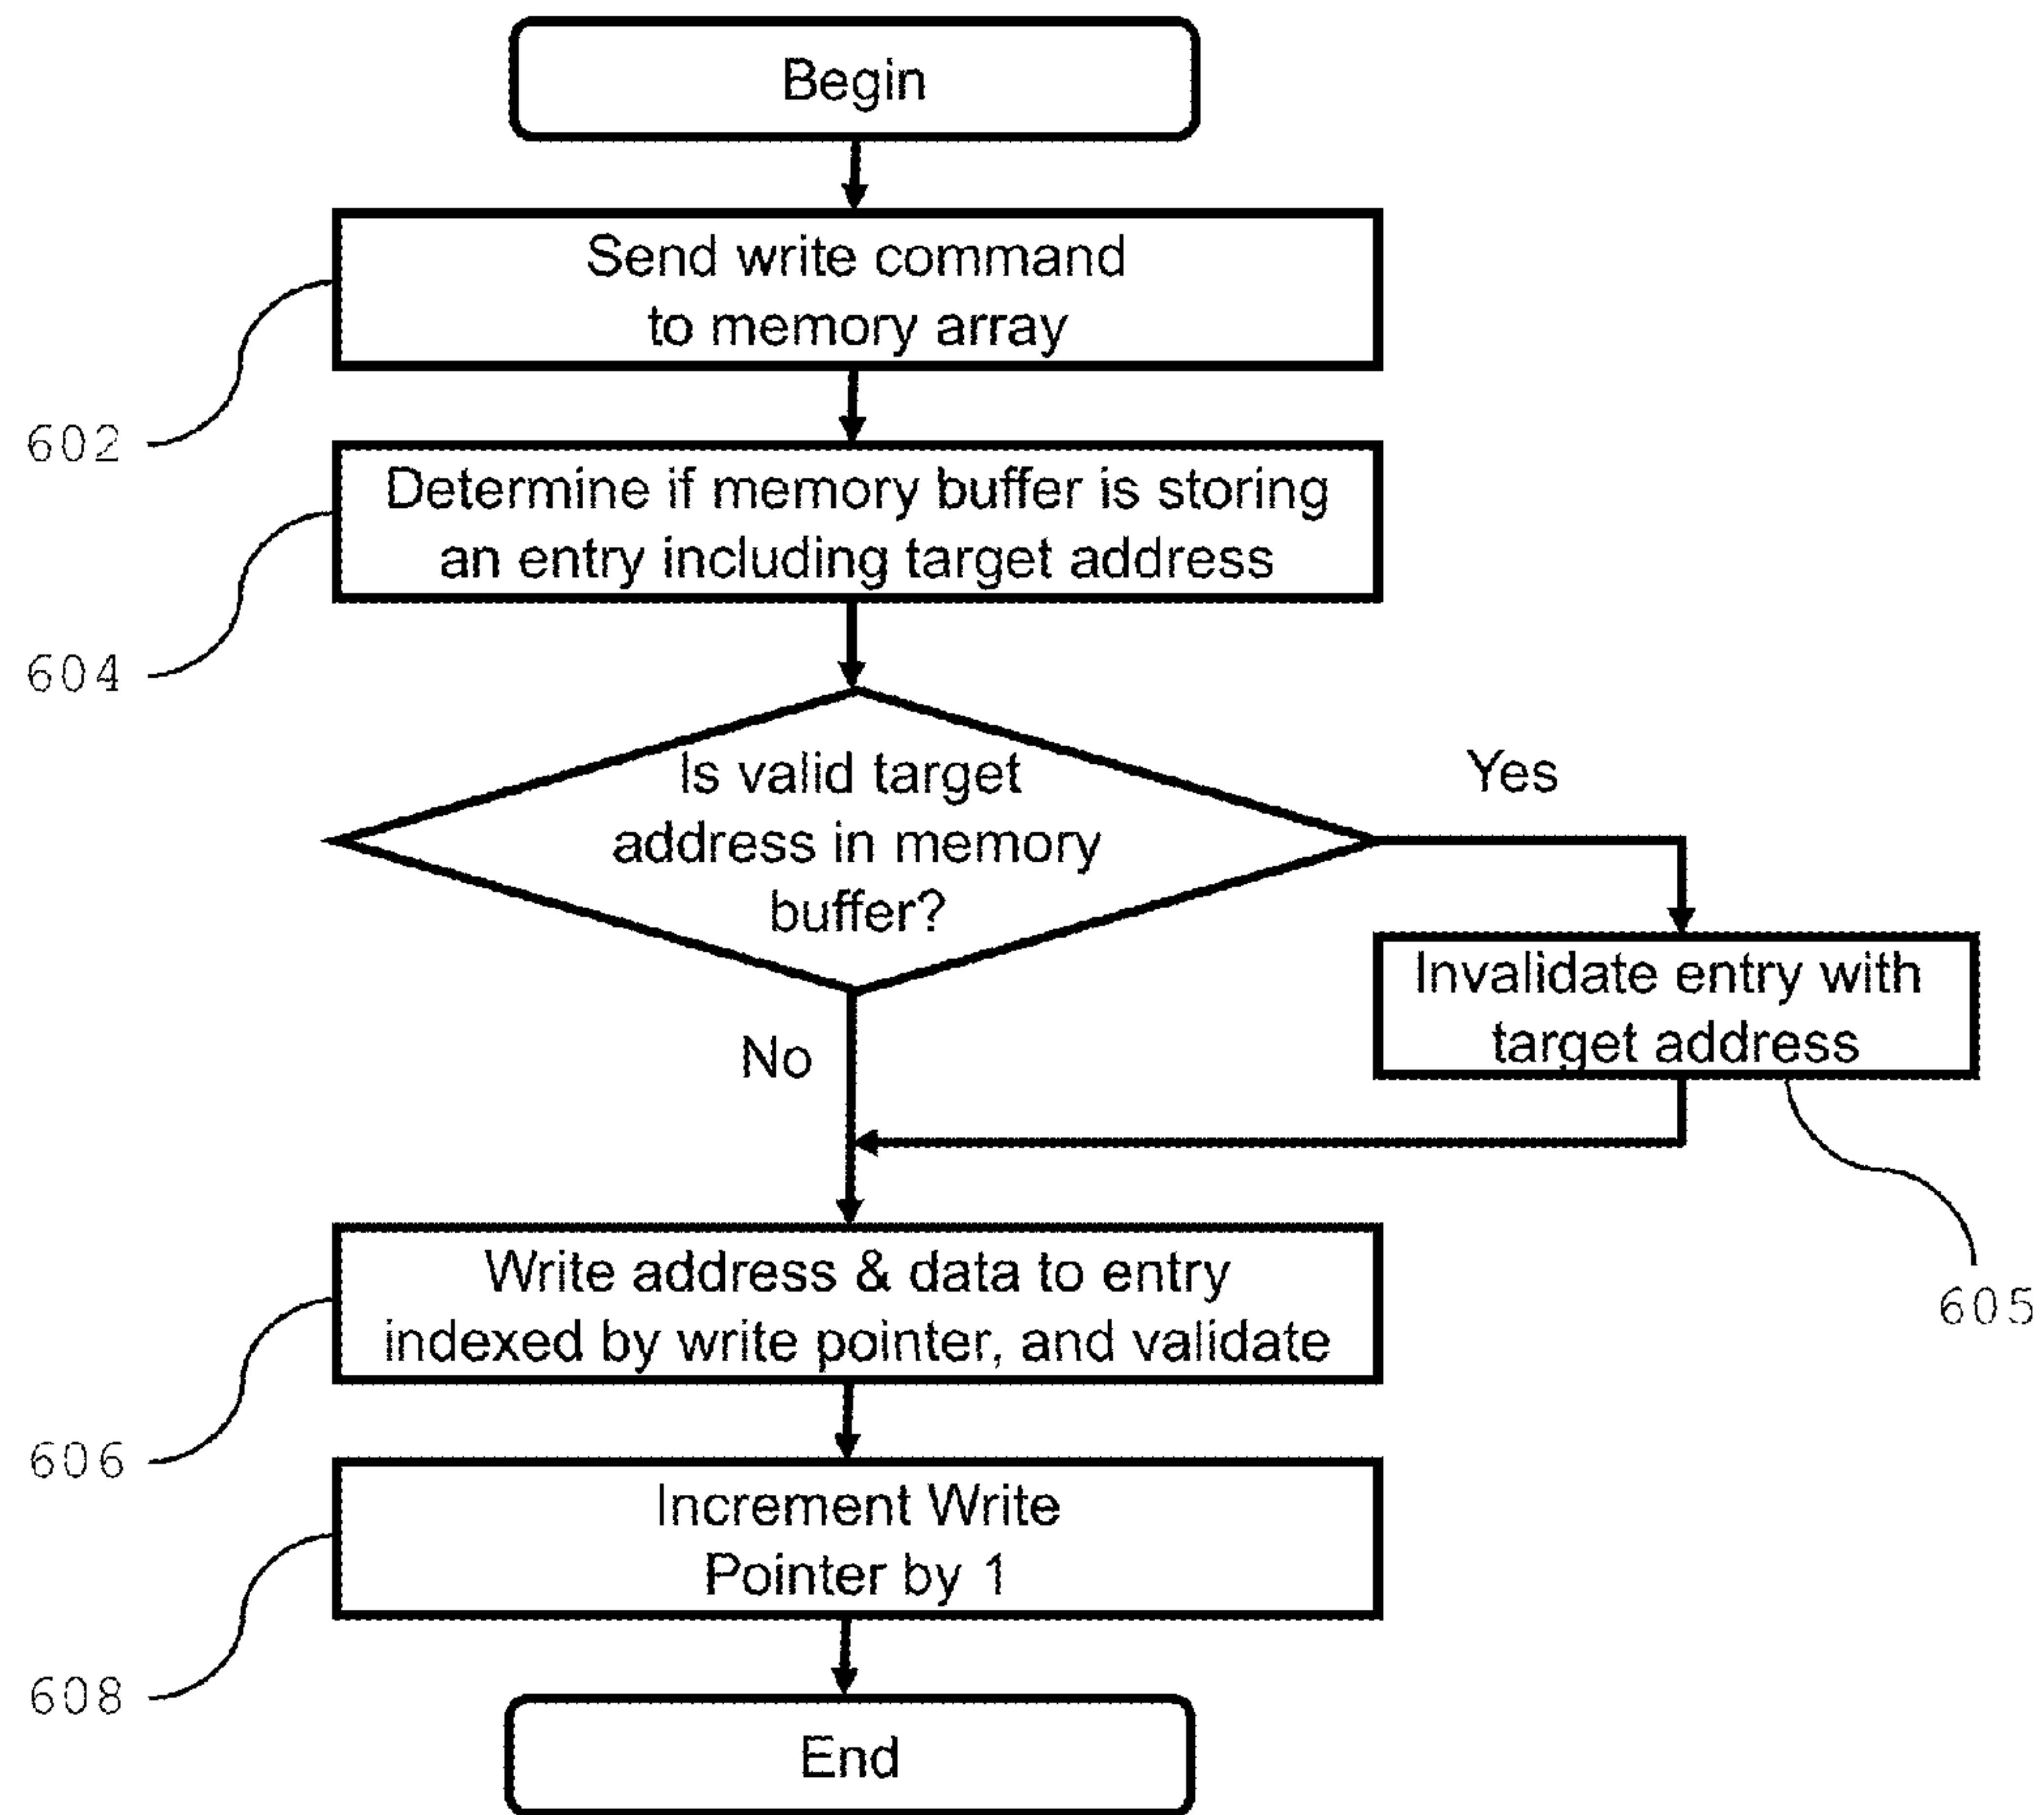 Begin
Send write command
to memory array
602
Determine if memory buffer is storing
an entry including target address
604
Is valid target
address in memory
buffer?
Yes
Invalidate entry with
target address
No
605
Write address & data to entry
indexed by write pointer, and validate
606
Increment Write
Pointer by 1
608
End